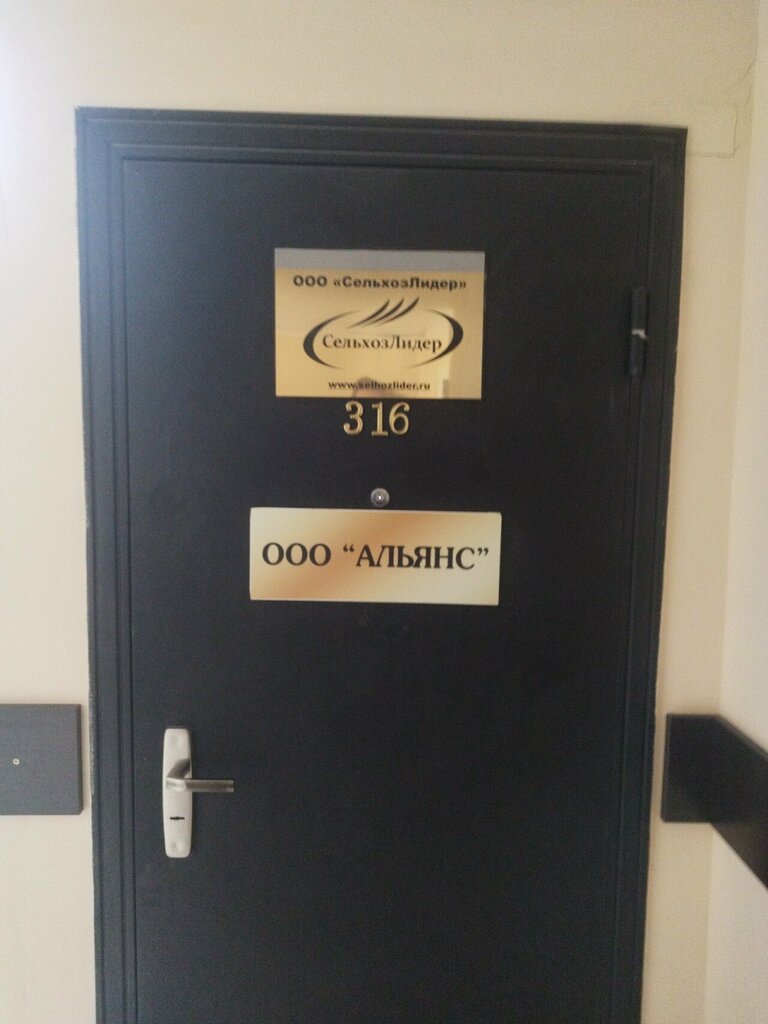 ООО «СельхозЛидер»
СельхозЛидер
www.selhozlider.ru
316
ООО “АЛЬЯНС”